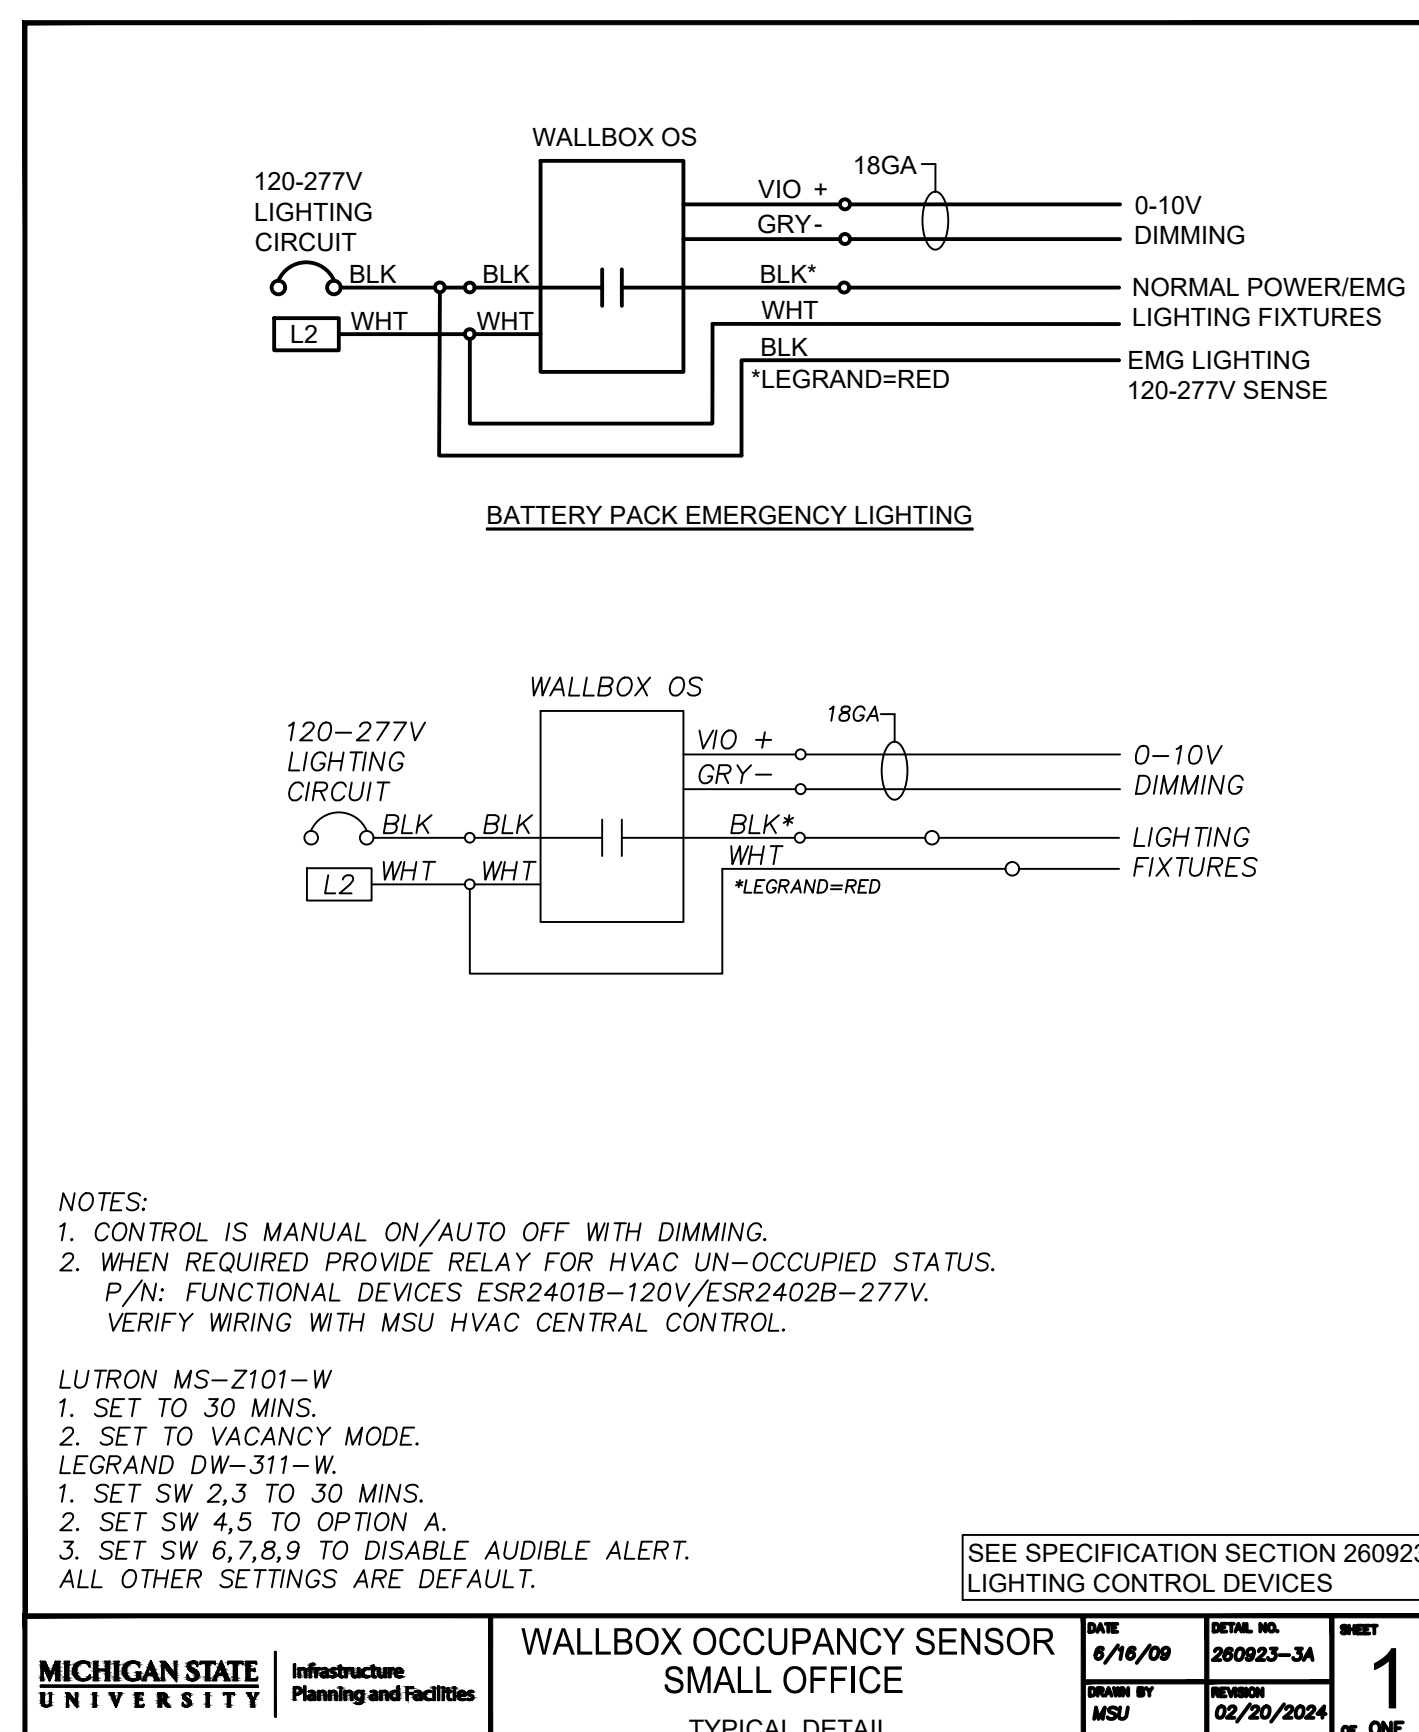 WALLBOX OS
18GA
120-277V
LIGHTING
CIRCUIT
VIO +
GRY-
0-10V
DIMMING
BLK
BLK
BLK*
NORMAL POWER/EMG
LIGHTING FIXTURES
L2
WHT
WHT
WHT
BLK
*LEGRAND=RED
EMG LIGHTING
120-277V SENSE
BATTERY PACK EMERGENCY LIGHTING
WALLBOX OS
18GA
120-277V
LIGHTING
CIRCUIT
VIO +
GRY-
0-10V
DIMMING
BLK
BLK
BLK*
LIGHTING
FIXTURES
L2
WHT
WHT
WHT
*LEGRAND=RED
NOTES:
1. CONTROL IS MANUAL ON/AUTO OFF WITH DIMMING.
2. WHEN REQUIRED PROVIDE RELAY FOR HVAC UN-OCCUPIED STATUS.
P/N: FUNCTIONAL DEVICES ESR2401B-120V/ESR2402B-277V.
VERIFY WIRING WITH MSU HVAC CENTRAL CONTROL.
LUTRON MS-Z101-W
1. SET TO 30 MINS.
2. SET TO VACANCY MODE.
LEGRAND DW-311-W.
1. SET SW 2,3 TO 30 MINS.
2. SET SW 4,5 TO OPTION A.
3. SET SW 6,7,8,9 TO DISABLE AUDIBLE ALERT.
ALL OTHER SETTINGS ARE DEFAULT.
SEE SPECIFICATION SECTION 260923
LIGHTING CONTROL DEVICES
MICHIGAN STATE
UNIVERSITY
Infrastructure
Planning and Facilities
WALLBOX OCCUPANCY SENSOR
SMALL OFFICE
TYPICAL DETAIL
DATE
6/16/09
DRAWN BY
MSU
DETAIL NO.
260923-3A
REVISION
02/20/2024
SHEET
1
OF ONE